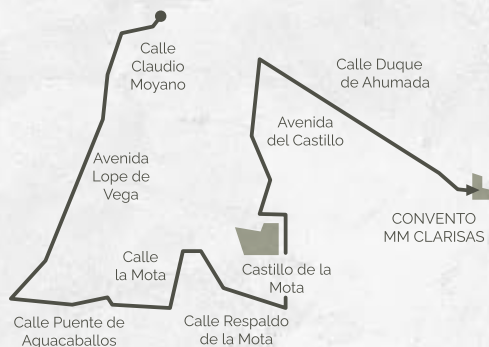 Calle
Claudio
Moyano
Calle Duque
de Ahumada
Avenida
del Castillo
Avenida
Lope de
Vega
CONVENTO
MM CLARISAS
Calle
la Mota
Castillo de la
Mota
Calle Puente de
Aguacaballos
Calle Respaldo
de la Mota